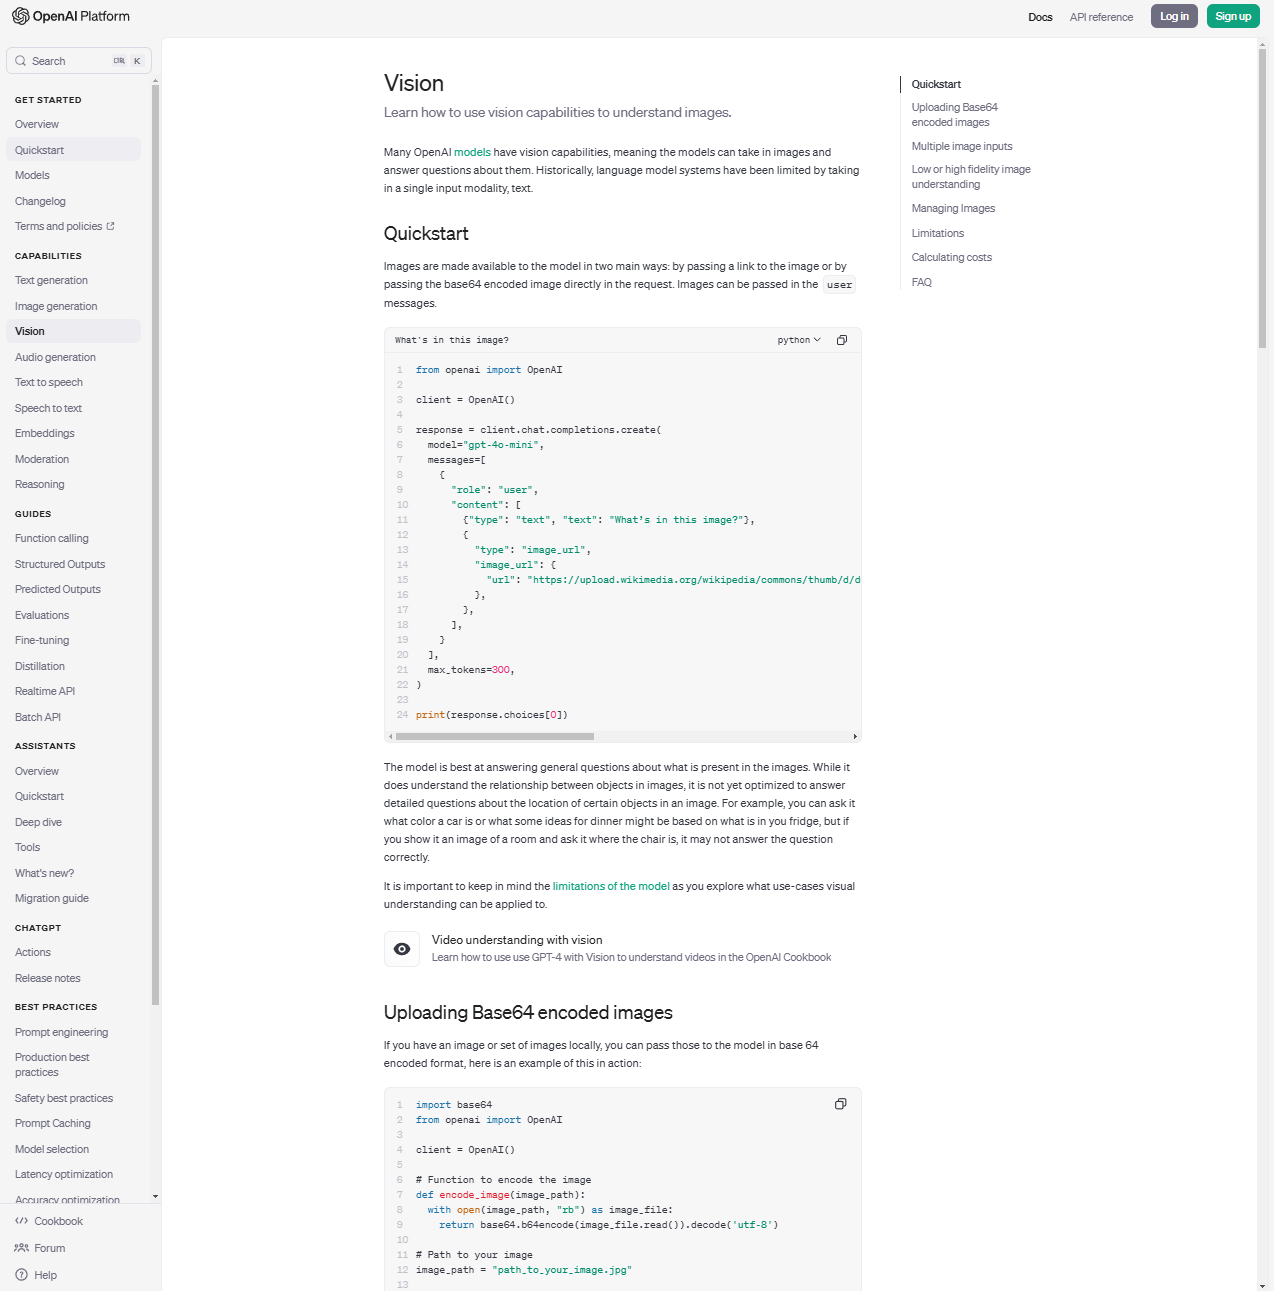 OpenAI Platform
Docs
API reference
Log in
Sign up
Search
CTRL
K
GET STARTED
Overview
Quickstart
Models
Changelog
Terms and policies
CAPABILITIES
Text generation
Image generation
Vision
Audio generation
Text to speech
Speech to text
Embeddings
Moderation
Reasoning
GUIDES
Function calling
Structured Outputs
Predicted Outputs
Evaluations
Fine-tuning
Distillation
Realtime API
Batch API
ASSISTANTS
Overview
Quickstart
Deep dive
Tools
What's new?
Migration guide
CHATGPT
Actions
Release notes
BEST PRACTICES
Prompt engineering
Production best
practices
Safety best practices
Prompt Caching
Model selection
Latency optimization
Accuracy optimization
Cookbook
Forum
Help
Vision
Learn how to use vision capabilities to understand images.
Many OpenAI models have vision capabilities, meaning the models can take in images and
answer questions about them. Historically, language model systems have been limited by taking
in a single input modality, text.
Quickstart
Images are made available to the model in two main ways: by passing a link to the image or by
passing the base64 encoded image directly in the request. Images can be passed in the user
messages.
What's in this image?
python
1 from openai import OpenAI
2
3 client = OpenAI()
4
5 response = client.chat.completions.create(
6 model="gpt-4o-mini",
7 messages=[
8 {
9 "role": "user",
10 "content": [
11 {"type": "text", "text": "What's in this image?"},
12 {
13 "type": "image_url",
14 "image_url": {
15 "url": "https://upload.wikimedia.org/wikipedia/commons/thumb/d/d
16 },
17 },
18 ],
19 }
20 ],
21 max_tokens=300,
22 )
23
24 print(response.choices[0])
The model is best at answering general questions about what is present in the images. While it
does understand the relationship between objects in images, it is not yet optimized to answer
detailed questions about the location of certain objects in an image. For example, you can ask it
what color a car is or what some ideas for dinner might be based on what is in you fridge, but if
you show it an image of a room and ask it where the chair is, it may not answer the question
correctly.
It is important to keep in mind the limitations of the model as you explore what use-cases visual
understanding can be applied to.
Video understanding with vision
Learn how to use use GPT-4 with Vision to understand videos in the OpenAI Cookbook
Uploading Base64 encoded images
If you have an image or set of images locally, you can pass those to the model in base 64
encoded format, here is an example of this in action:
1 import base64
2 from openai import OpenAI
3
4 client = OpenAI()
5
6 # Function to encode the image
7 def encode_image(image_path):
8 with open(image_path, "rb") as image_file:
9 return base64.b64encode(image_file.read()).decode('utf-8')
10
11 # Path to your image
12 image_path = "path_to_your_image.jpg"
13
Quickstart
Uploading Base64
encoded images
Multiple image inputs
Low or high fidelity image
understanding
Managing Images
Limitations
Calculating costs
FAQ